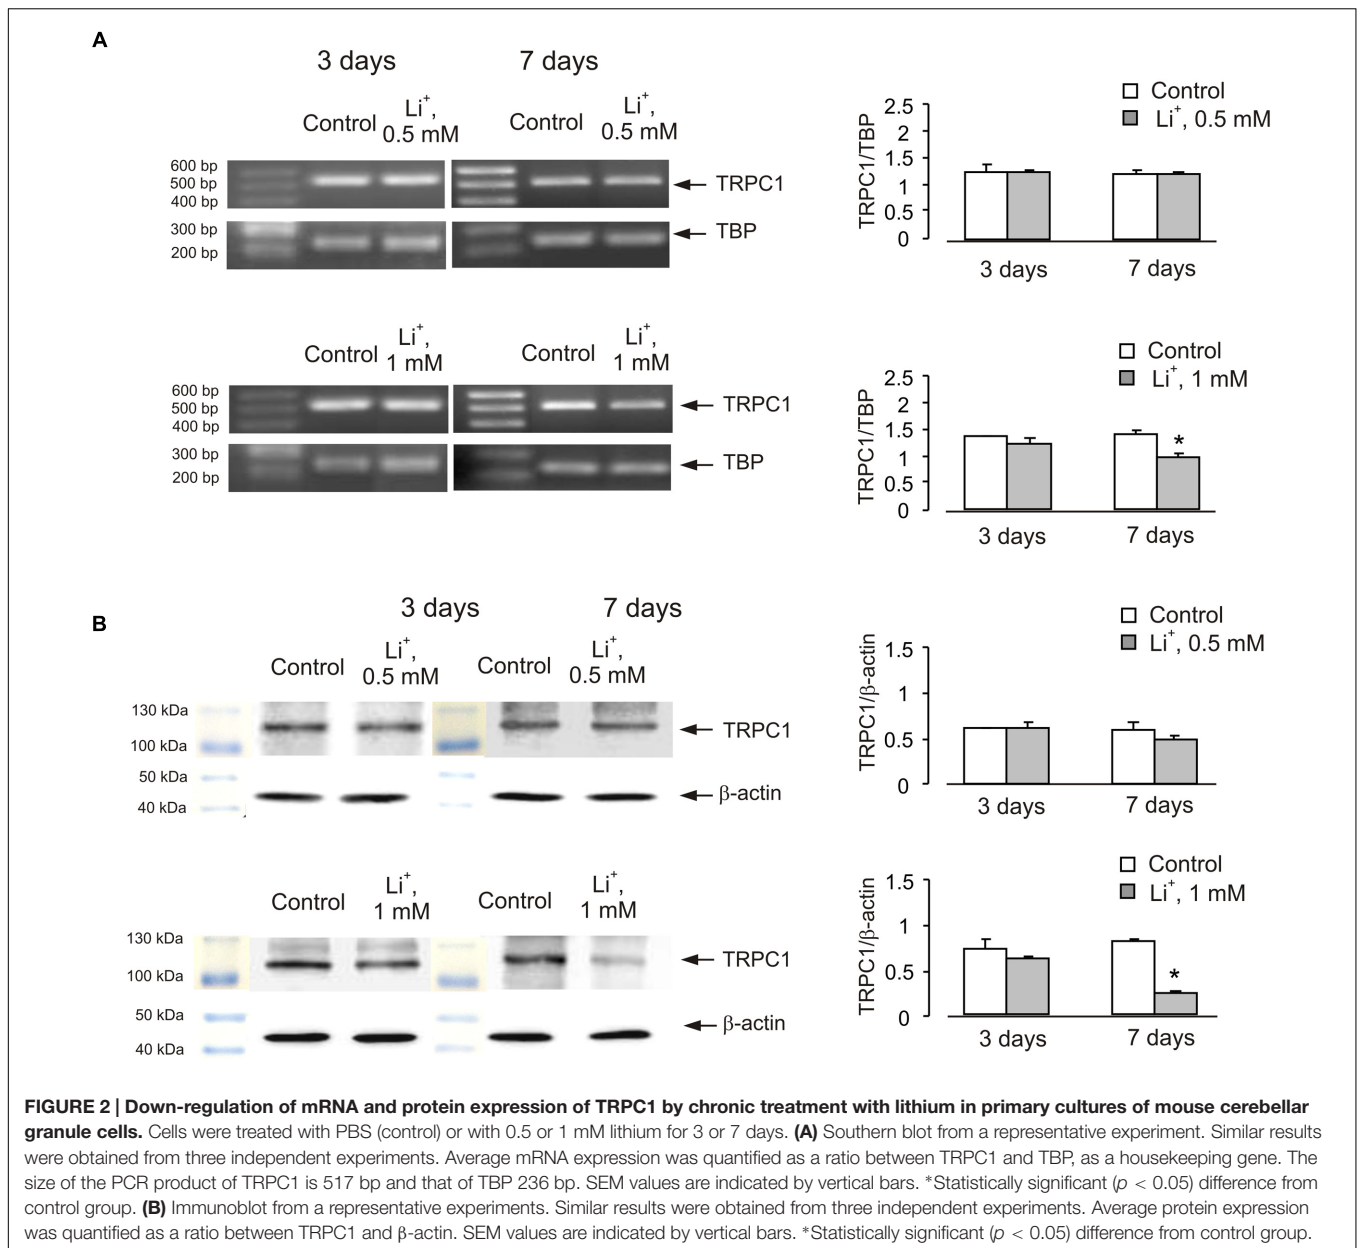 A
3 days
7 days
Control
Li+,
0.5 mM
Control
Li+,
0.5 mM
600 bp
500 bp
400 bp
TRPC1
300 bp
200 bp
TBP
2.5
2
1.5
1
0.5
0
TRPC1/TBP
Control
Li+, 0.5 mM
3 days
7 days
Control
Li+,
1 mM
Control
Li+,
1 mM
600 bp
500 bp
400 bp
TRPC1
300 bp
200 bp
TBP
2.5
2
1.5
1
0.5
0
TRPC1/TBP
Control
Li+, 1 mM
*
3 days
7 days
B
3 days
7 days
Control
Li+,
0.5 mM
Control
Li+,
0.5 mM
130 kDa
100 kDa
TRPC1
50 kDa
40 kDa
β-actin
1.5
1
0.5
0
TRPC1/β-actin
Control
Li+, 0.5 mM
3 days
7 days
Control
Li+,
1 mM
Control
Li+,
1 mM
130 kDa
100 kDa
TRPC1
50 kDa
40 kDa
β-actin
1.5
1
0.5
0
TRPC1/β-actin
Control
Li+, 1 mM
*
3 days
7 days
FIGURE 2 | Down-regulation of mRNA and protein expression of TRPC1 by chronic treatment with lithium in primary cultures of mouse cerebellar
granule cells. Cells were treated with PBS (control) or with 0.5 or 1 mM lithium for 3 or 7 days. (A) Southern blot from a representative experiment. Similar results
were obtained from three independent experiments. Average mRNA expression was quantified as a ratio between TRPC1 and TBP, as a housekeeping gene. The
size of the PCR product of TRPC1 is 517 bp and that of TBP 236 bp. SEM values are indicated by vertical bars. *Statistically significant (p < 0.05) difference from
control group. (B) Immunoblot from a representative experiments. Similar results were obtained from three independent experiments. Average protein expression
was quantified as a ratio between TRPC1 and β-actin. SEM values are indicated by vertical bars. *Statistically significant (p < 0.05) difference from control group.